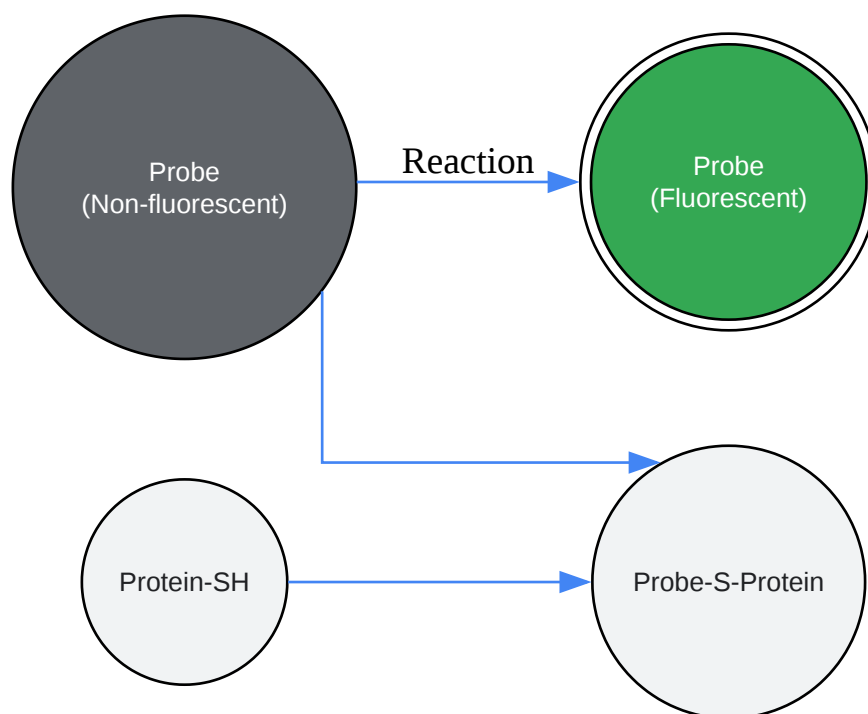 Probe
(Non-fluorescent)
Reaction
Probe
(Fluorescent)
Protein-SH
Probe-S-Protein